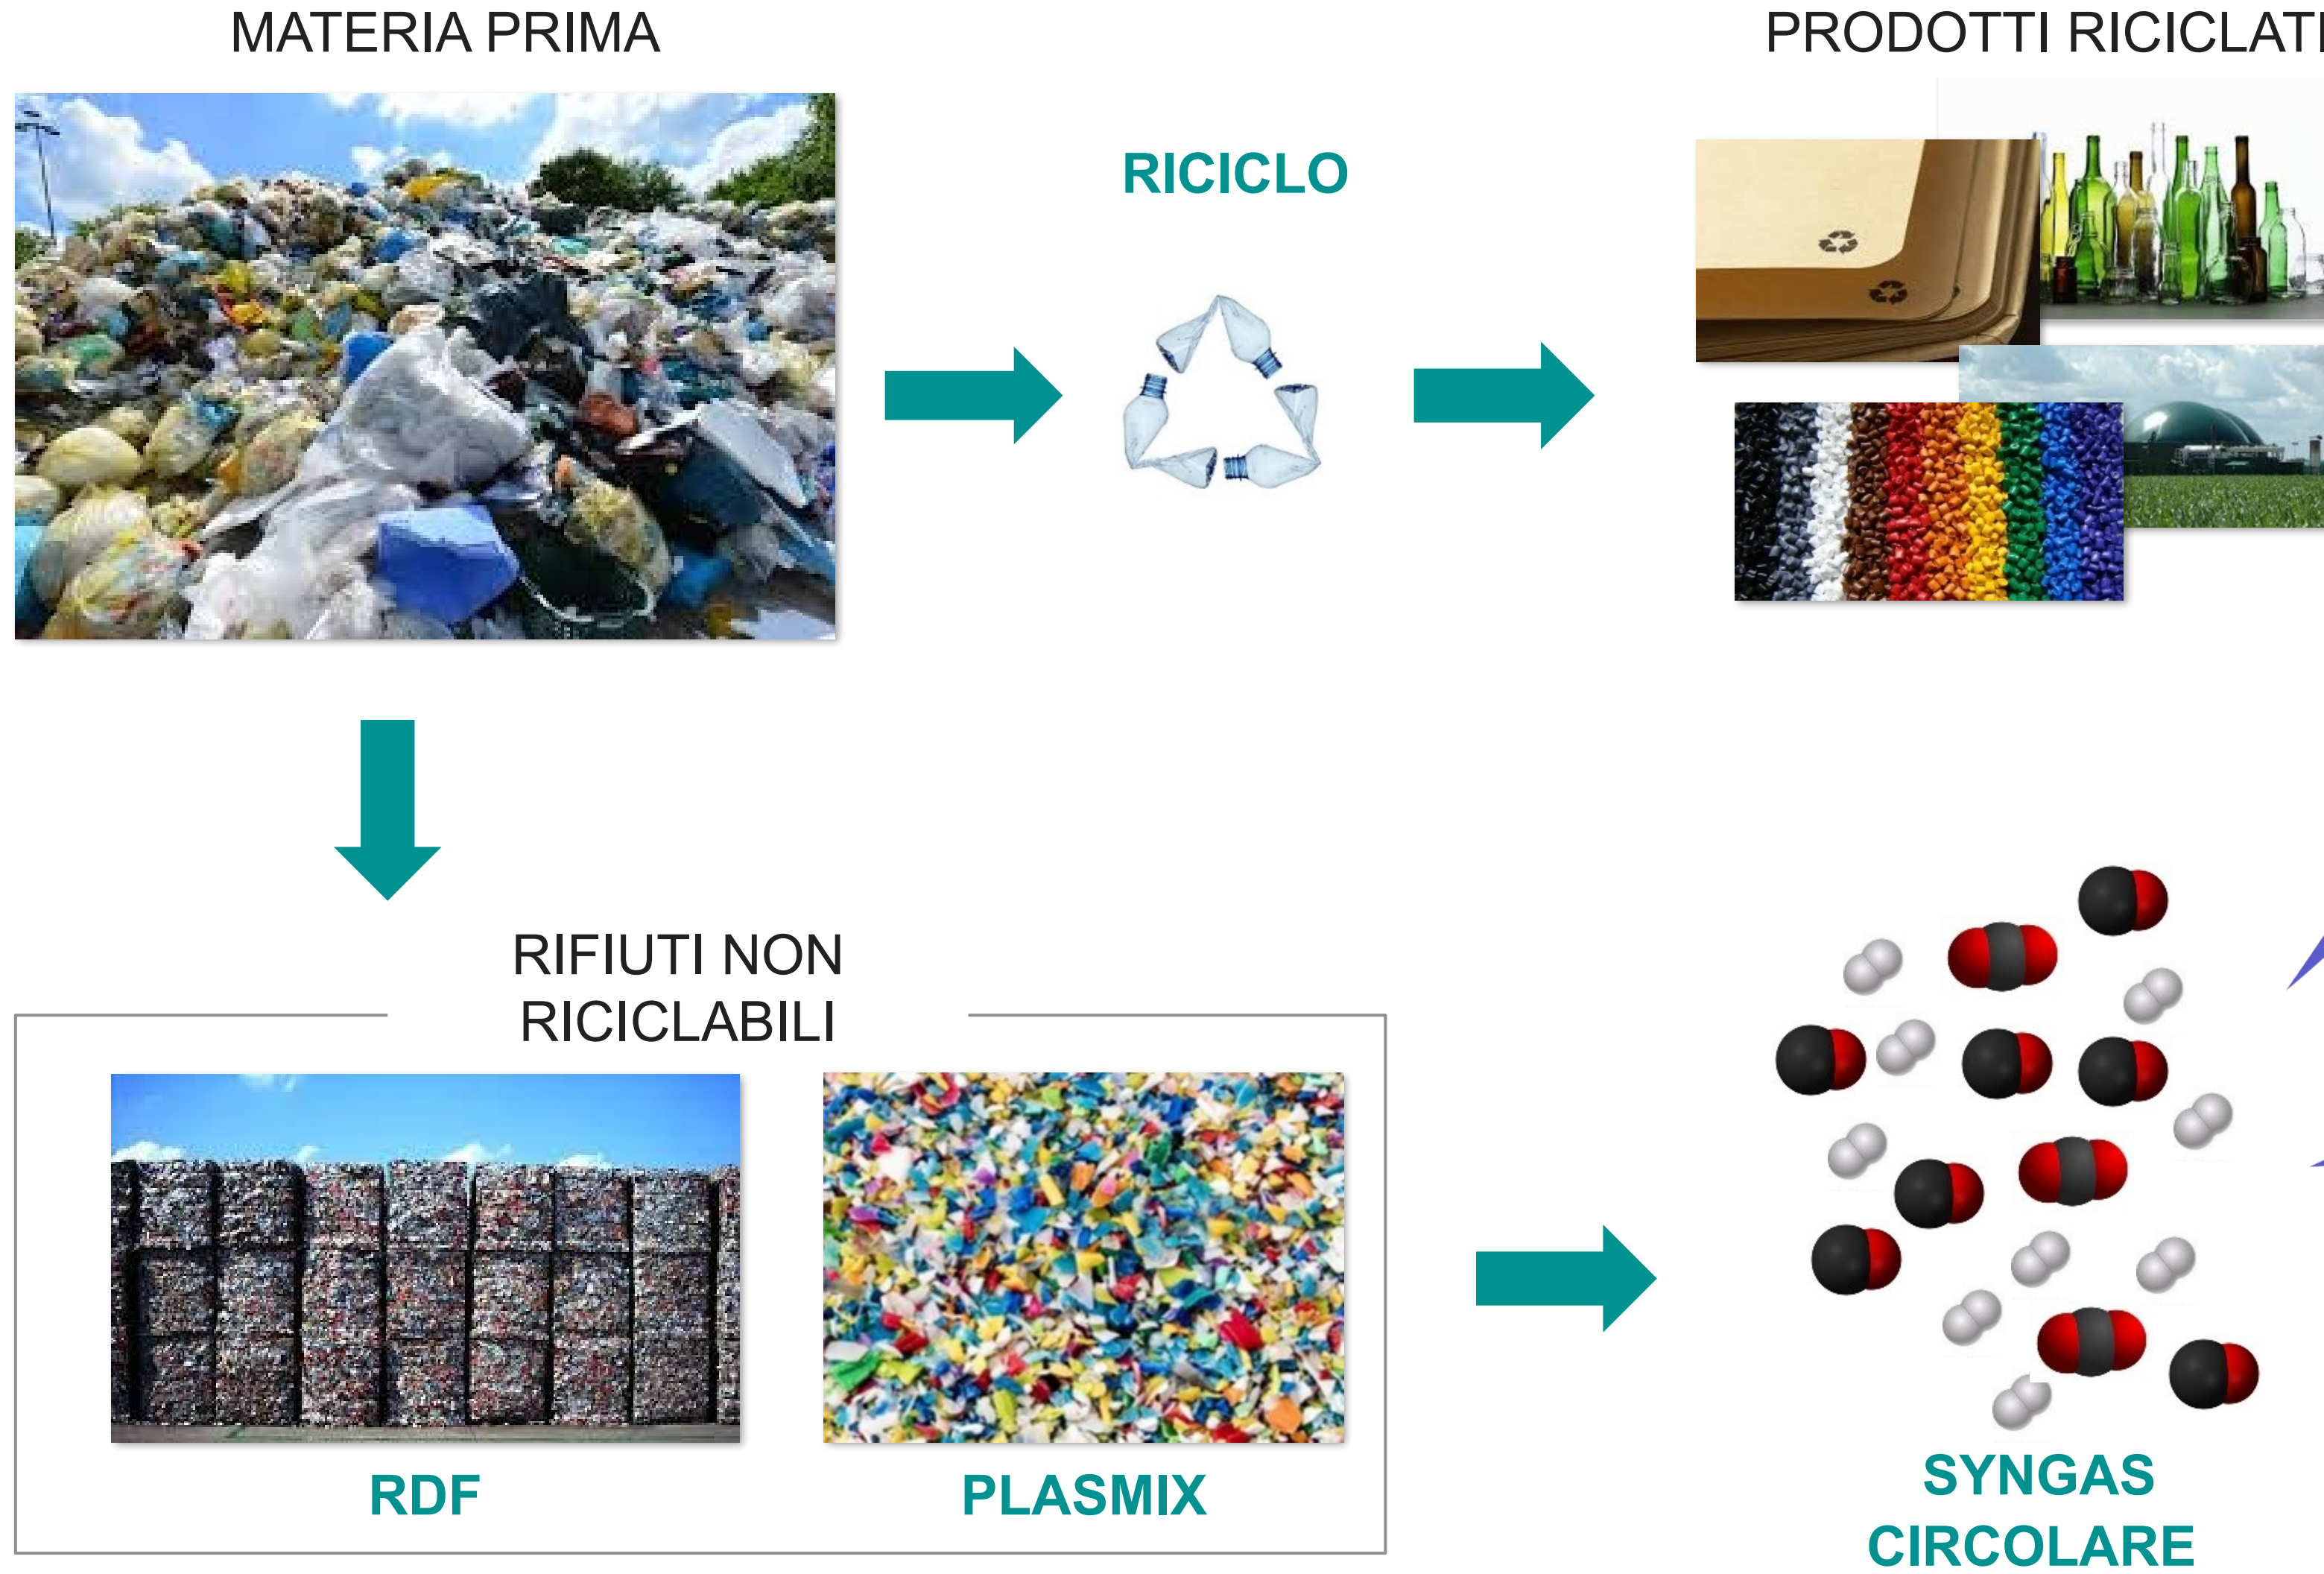 MATERIA PRIMA
PRODOTTI RICICLATI
RICICLO
RIFIUTI NON
RICICLABILI
RDF
PLASMIX
SYNGAS
CIRCOLARE